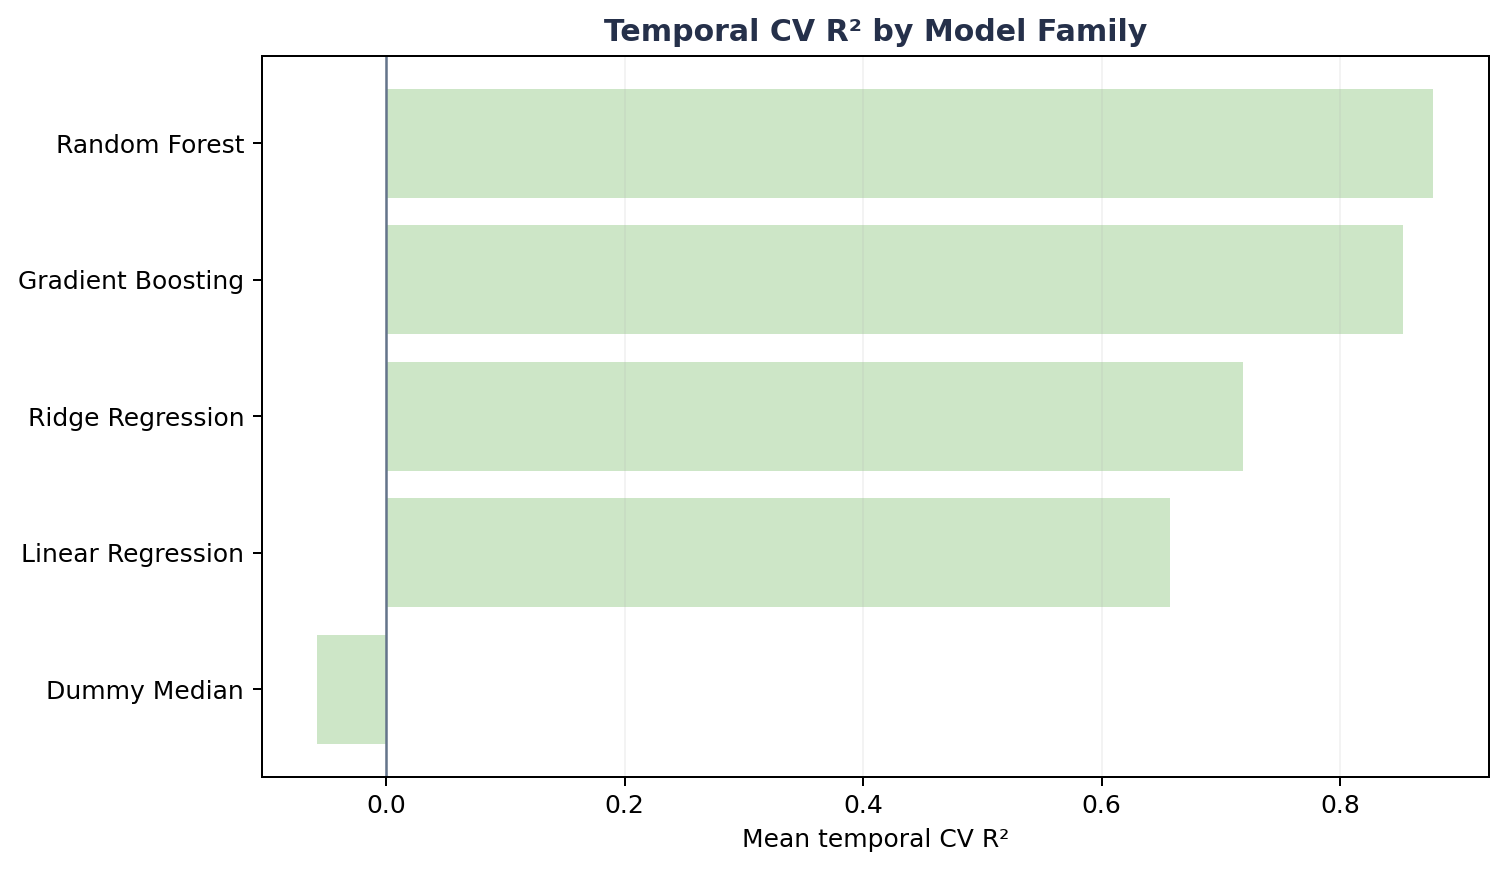 Temporal CV R² by Model Family
Random Forest
Gradient Boosting
Ridge Regression
Linear Regression
Dummy Median
0.0 0.2 0.4 0.6 0.8
Mean temporal CV R²